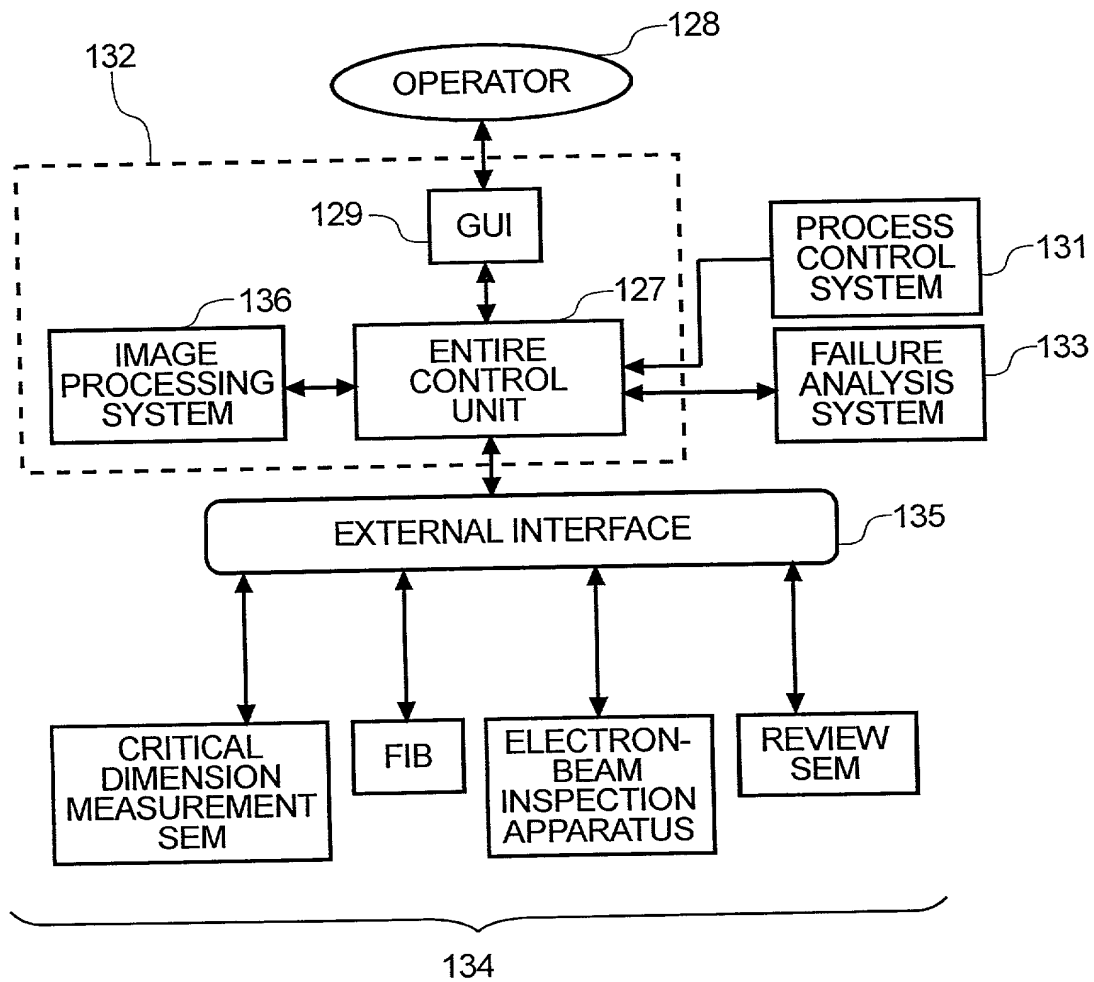 128
132
OPERATOR
129
GUI
PROCESS
CONTROL
SYSTEM
131
136
127
IMAGE
PROCESSING
SYSTEM
ENTIRE
CONTROL
UNIT
FAILURE
ANALYSIS
SYSTEM
133
EXTERNAL INTERFACE
135
CRITICAL
DIMENSION
MEASUREMENT
SEM
FIB
ELECTRON-
BEAM
INSPECTION
APPARATUS
REVIEW
SEM
134